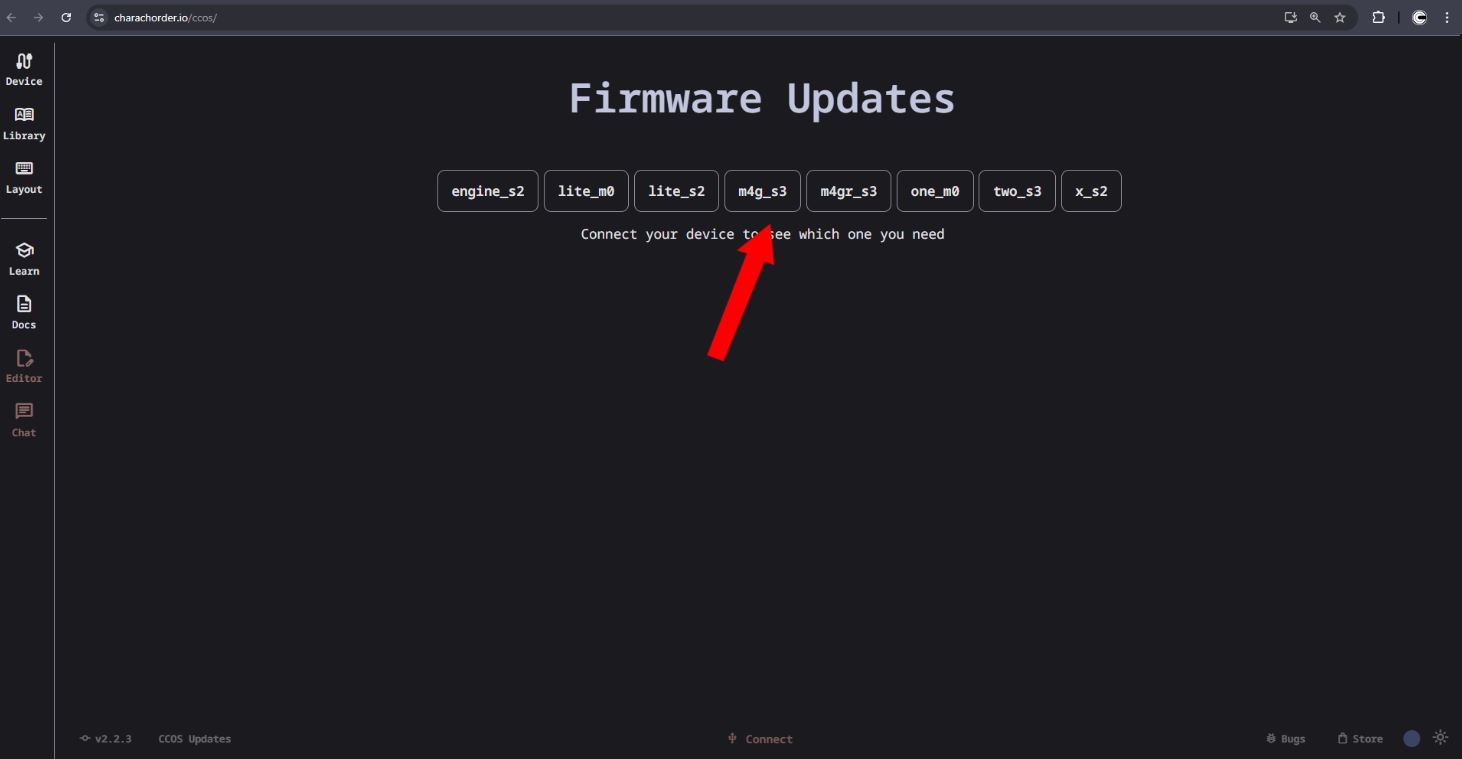 charachorder.io/ccos/
Device
Library
Layout
Learn
Docs
Editor
Chat
Firmware Updates
engine_s2 lite_m0 lite_s2 m4g_s3 m4gr_s3 one_m0 two_s3 x_s2
Connect your device to see which one you need
v2.2.3 CCOS Updates Connect Bugs Store